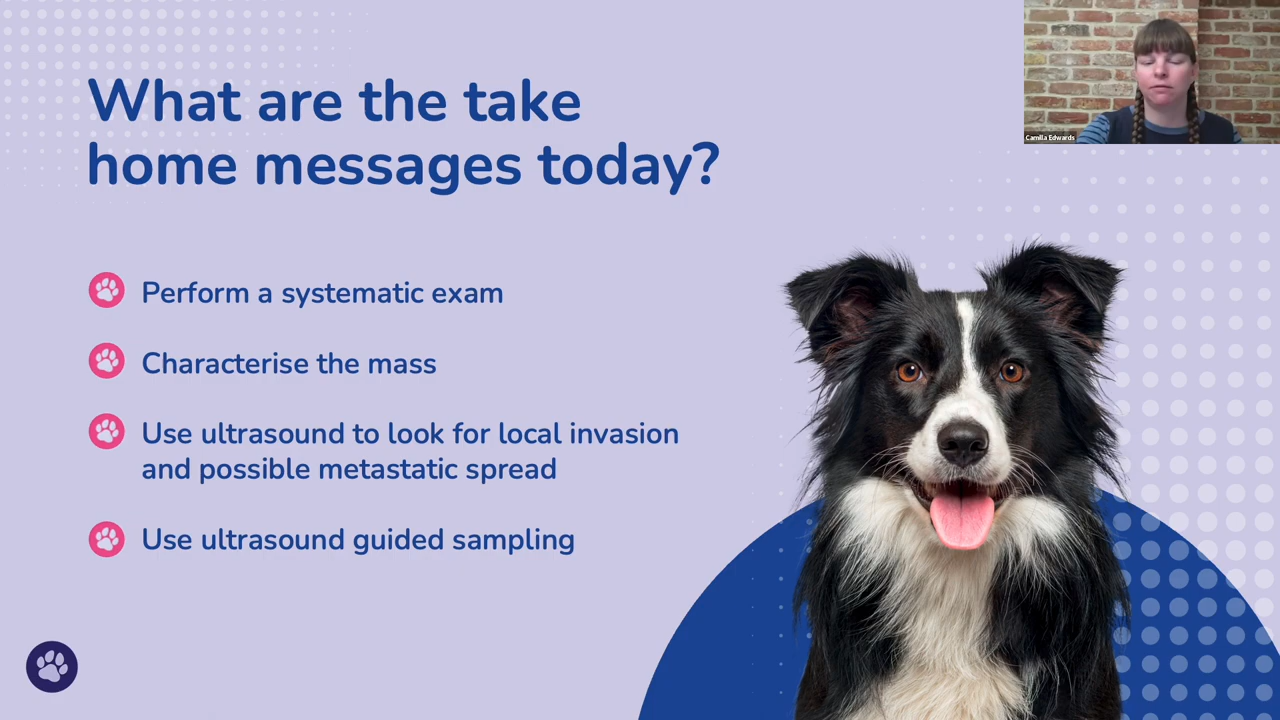 What are the take
home messages today?
Perform a systematic exam
Characterise the mass
Use ultrasound to look for local invasion
and possible metastatic spread
Use ultrasound guided sampling
Camilla Edwards